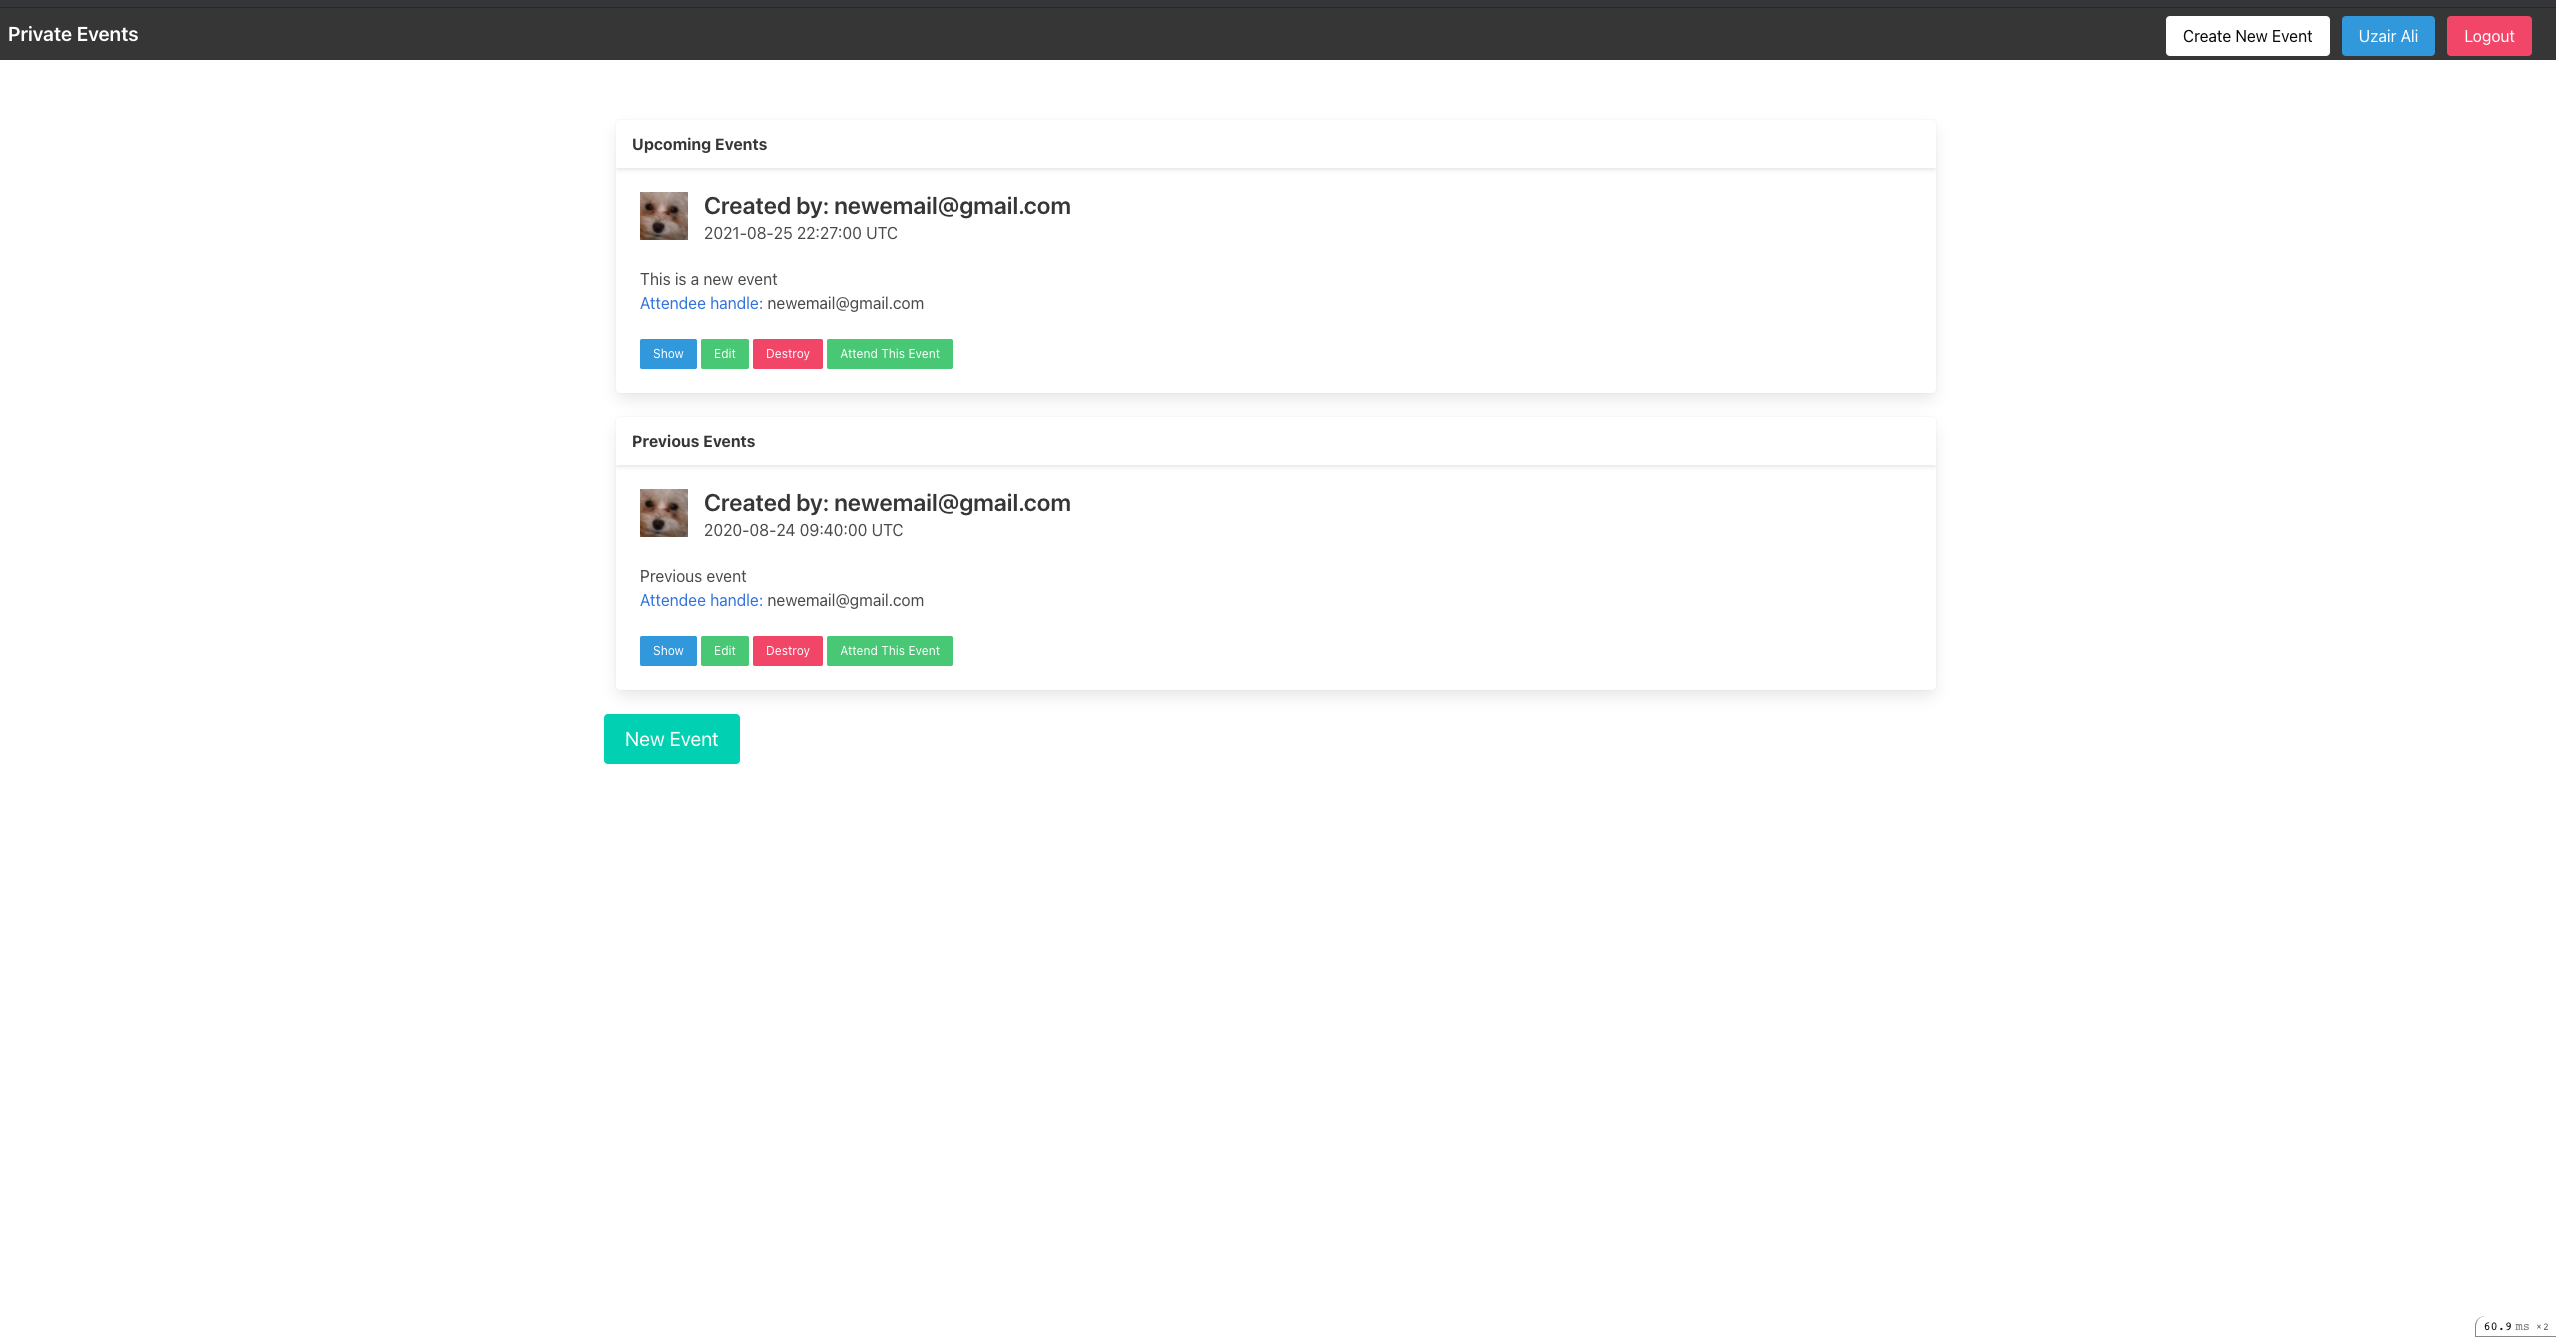 Private Events
Create New Event
Uzair Ali
Logout
Upcoming Events
Created by: newemail@gmail.com
2021-08-25 22:27:00 UTC
This is a new event
Attendee handle: newemail@gmail.com
Show Edit Destroy Attend This Event
Previous Events
Created by: newemail@gmail.com
2020-08-24 09:40:00 UTC
Previous event
Attendee handle: newemail@gmail.com
Show Edit Destroy Attend This Event
New Event
60.9 ms ×2